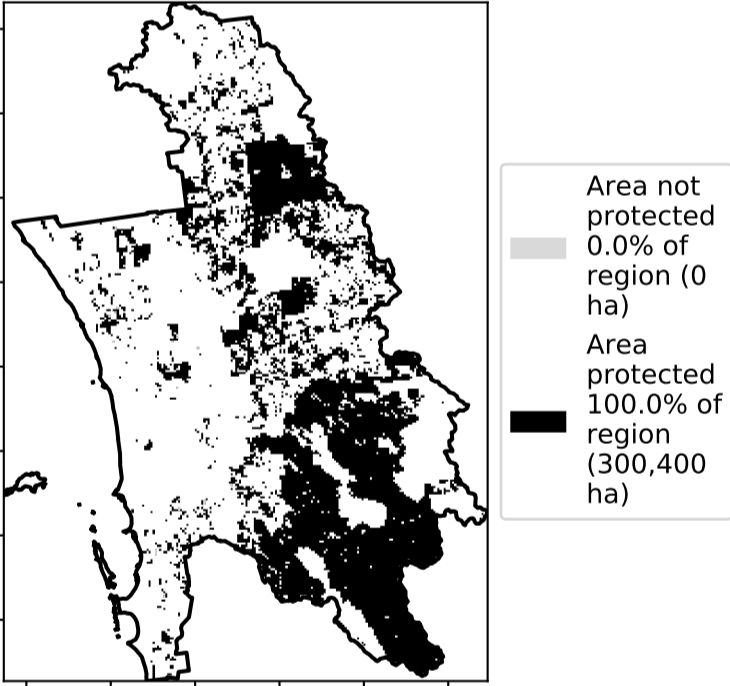 Area not
protected
0.0% of
region (0
ha)
Area
protected
100.0% of
region
(300,400
ha)